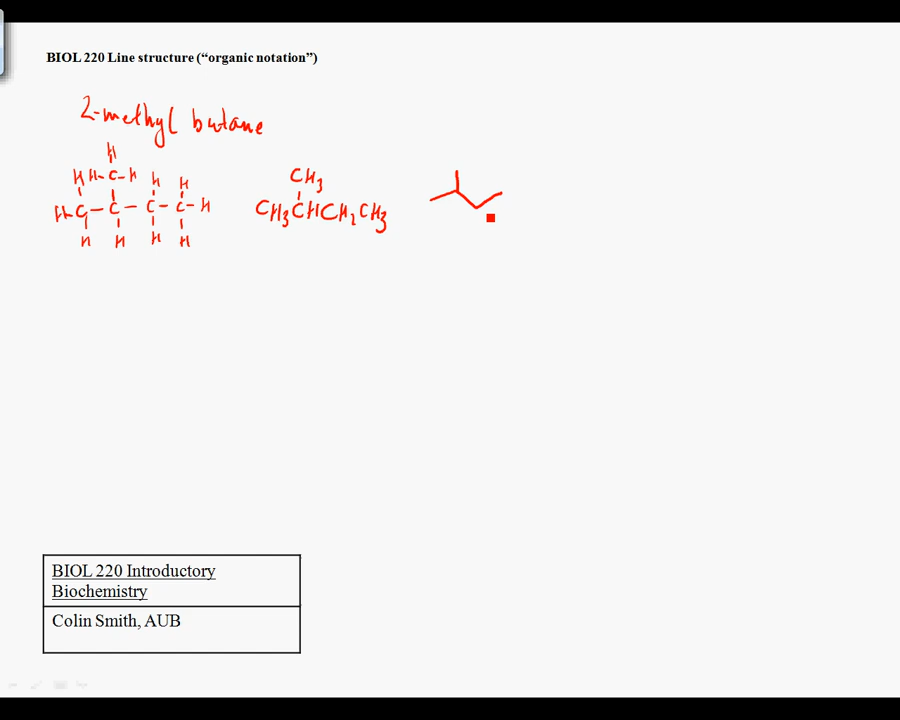 BIOL 220 Line structure (“organic notation”)
2-methyl butane
H
H H-C-H H H
H-C-C-C-C-H
H H H H
CH3
CH3CHCH2CH3
BIOL 220 Introductory
Biochemistry
Colin Smith, AUB